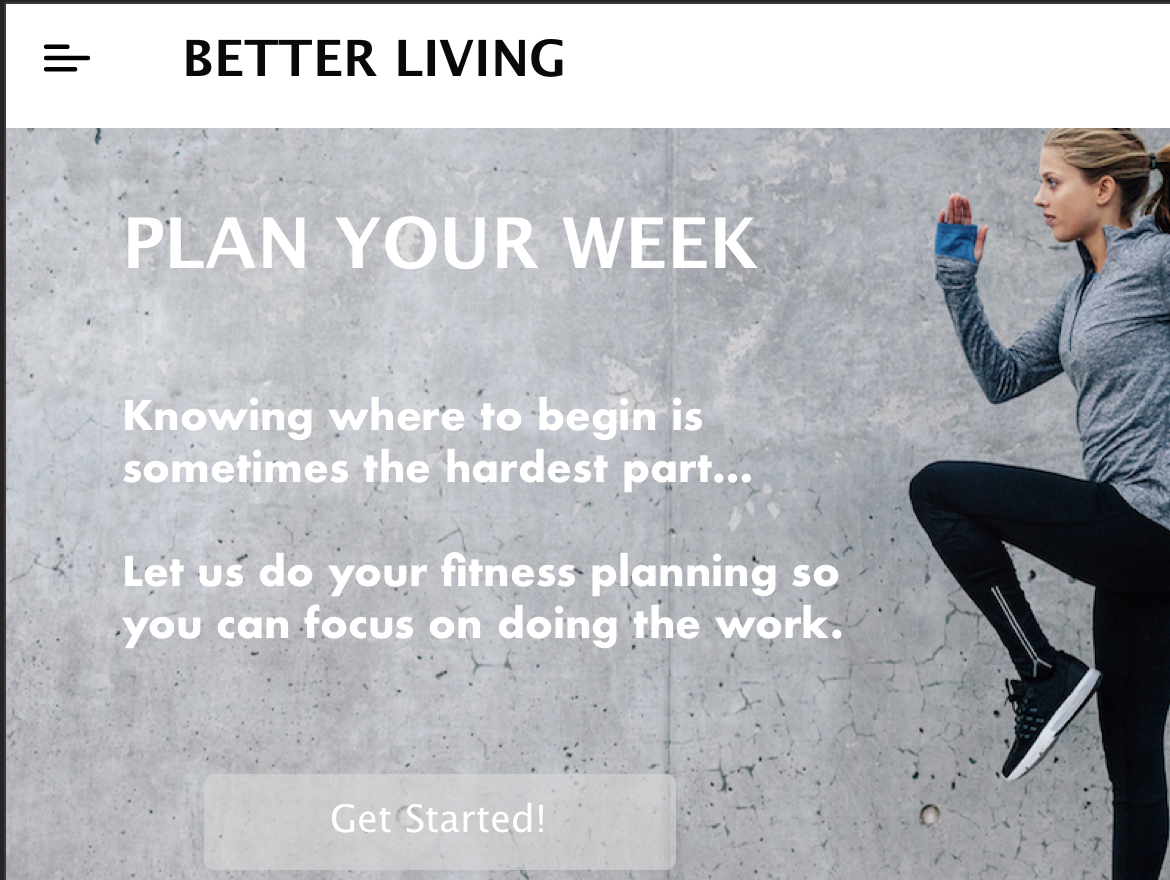 BETTER LIVING
PLAN YOUR WEEK
Knowing where to begin is
sometimes the hardest part...
Let us do your fitness planning so
you can focus on doing the work.
Get Started!